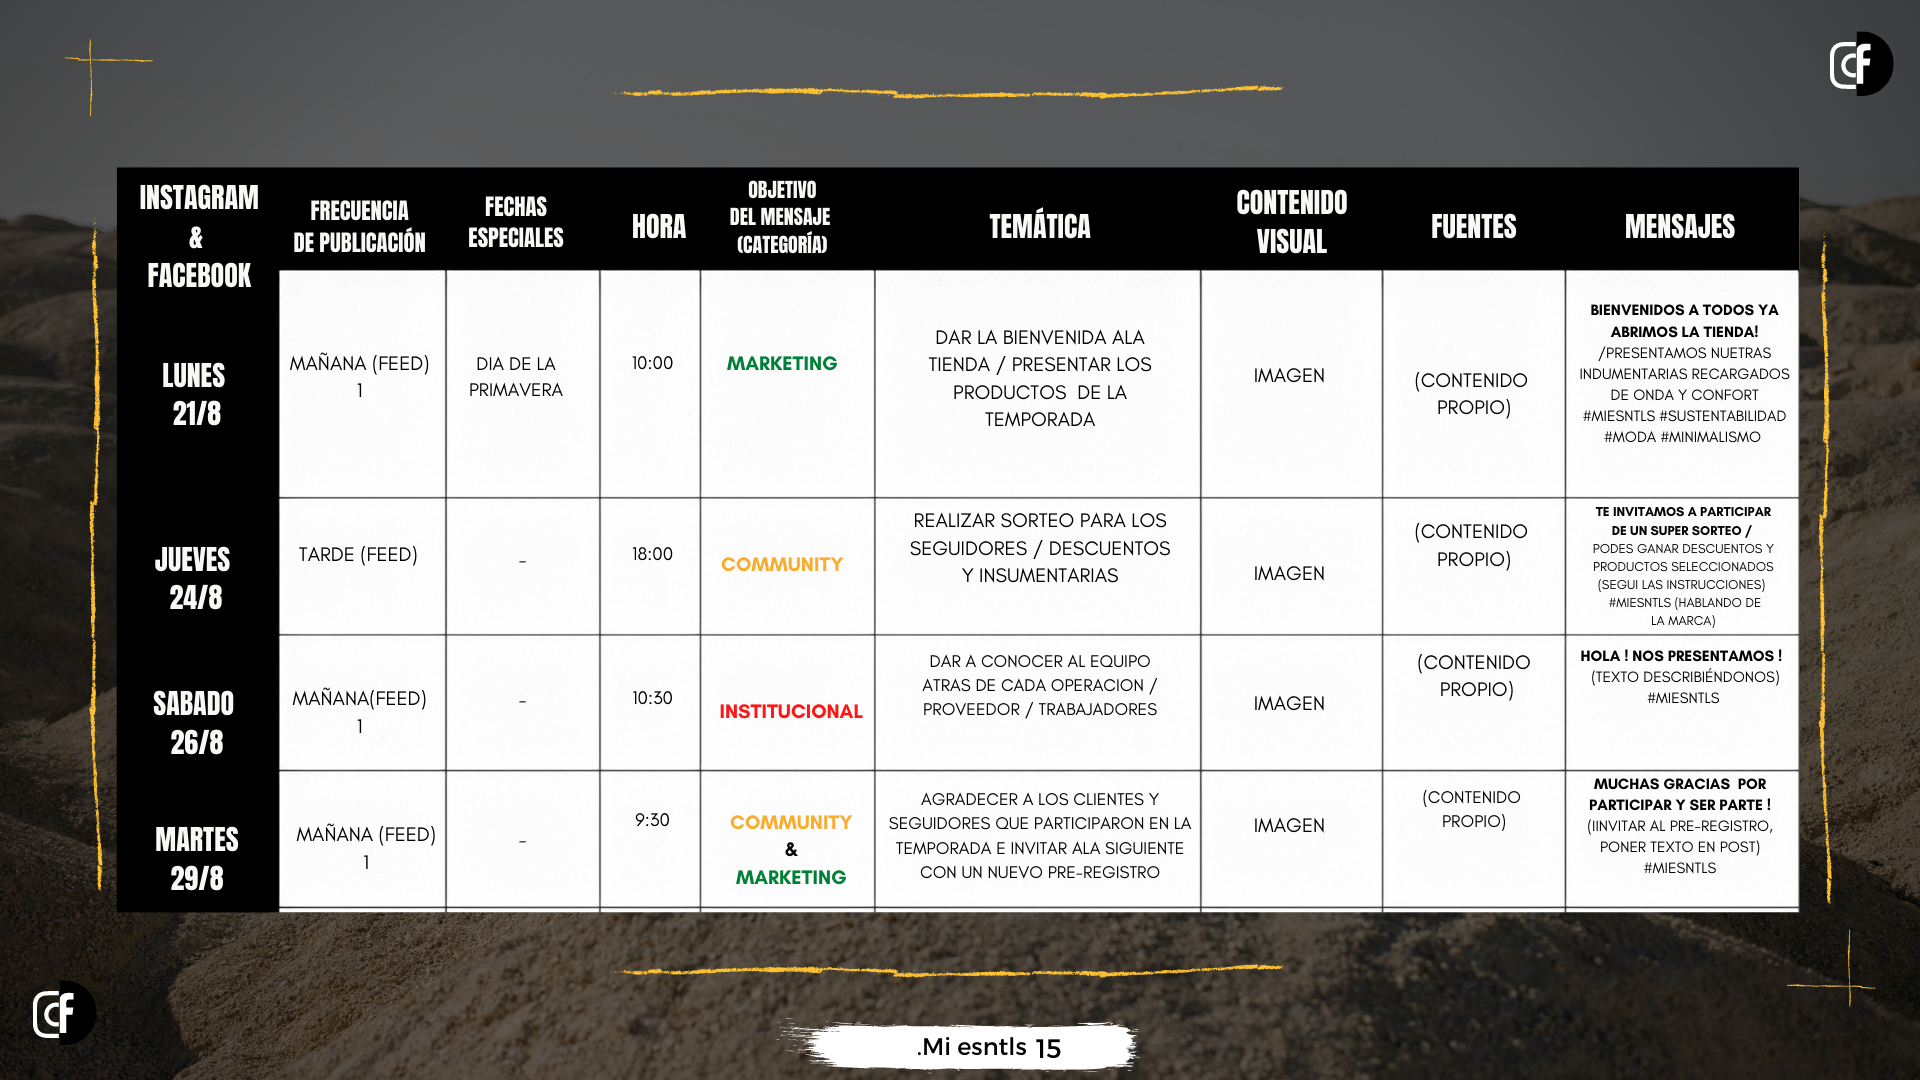 INSTAGRAM
&
FACEBOOK
FRECUENCIA
DE PUBLICACIÓN
FECHAS
ESPECIALES
HORA
OBJETIVO
DEL MENSAJE
(CATEGORÍA)
TEMÁTICA
CONTENIDO
VISUAL
FUENTES
MENSAJES
LUNES
21/8
MAÑANA (FEED)
1
DIA DE LA
PRIMAVERA
10:00
MARKETING
DAR LA BIENVENIDA ALA
TIENDA / PRESENTAR LOS
PRODUCTOS DE LA
TEMPORADA
IMAGEN
(CONTENIDO
PROPIO)
BIENVENIDOS A TODOS YA
ABRIMOS LA TIENDA!
/PRESENTAMOS NUETRAS
INDUMENTARIAS RECARGADOS
DE ONDA Y CONFORT
#MIESNTLS #SUSTENTABILIDAD
#MODA #MINIMALISMO
JUEVES
24/8
TARDE (FEED)
-
18:00
COMMUNITY
REALIZAR SORTEO PARA LOS
SEGUIDORES / DESCUENTOS
Y INSUMENTARIAS
IMAGEN
(CONTENIDO
PROPIO)
TE INVITAMOS A PARTICIPAR
DE UN SUPER SORTEO /
PODES GANAR DESCUENTOS Y
PRODUCTOS SELECCIONADOS
(SEGUI LAS INSTRUCCIONES)
#MIESNTLS (HABLANDO DE
LA MARCA)
SABADO
26/8
MAÑANA(FEED)
1
-
10:30
INSTITUCIONAL
DAR A CONOCER AL EQUIPO
ATRAS DE CADA OPERACION /
PROVEEDOR / TRABAJADORES
IMAGEN
(CONTENIDO
PROPIO)
HOLA ! NOS PRESENTAMOS !
(TEXTO DESCRIBIÉNDONOS)
#MIESNTLS
MARTES
29/8
MAÑANA (FEED)
1
-
9:30
COMMUNITY
&
MARKETING
AGRADECER A LOS CLIENTES Y
SEGUIDORES QUE PARTICIPARON EN LA
TEMPORADA E INVITAR ALA SIGUIENTE
CON UN NUEVO PRE-REGISTRO
IMAGEN
(CONTENIDO
PROPIO)
MUCHAS GRACIAS POR
PARTICIPAR Y SER PARTE !
(IINVITAR AL PRE-REGISTRO,
PONER TEXTO EN POST)
#MIESNTLS
.Mi esntls 15